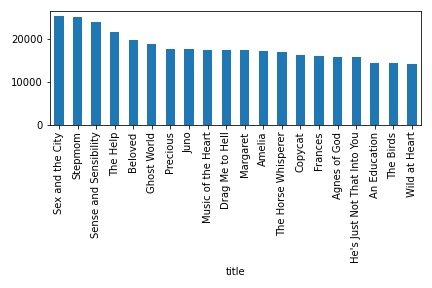 20000
10000
0
Sex and the City
Stepmom
Sense and Sensibility
The Help
Beloved
Ghost World
Precious
Juno
Music of the Heart
Drag Me to Hell
Margaret
Amelia
The Horse Whisperer
Copycat
Frances
Agnes of God
He's Just Not That Into You
An Education
The Birds
Wild at Heart
title